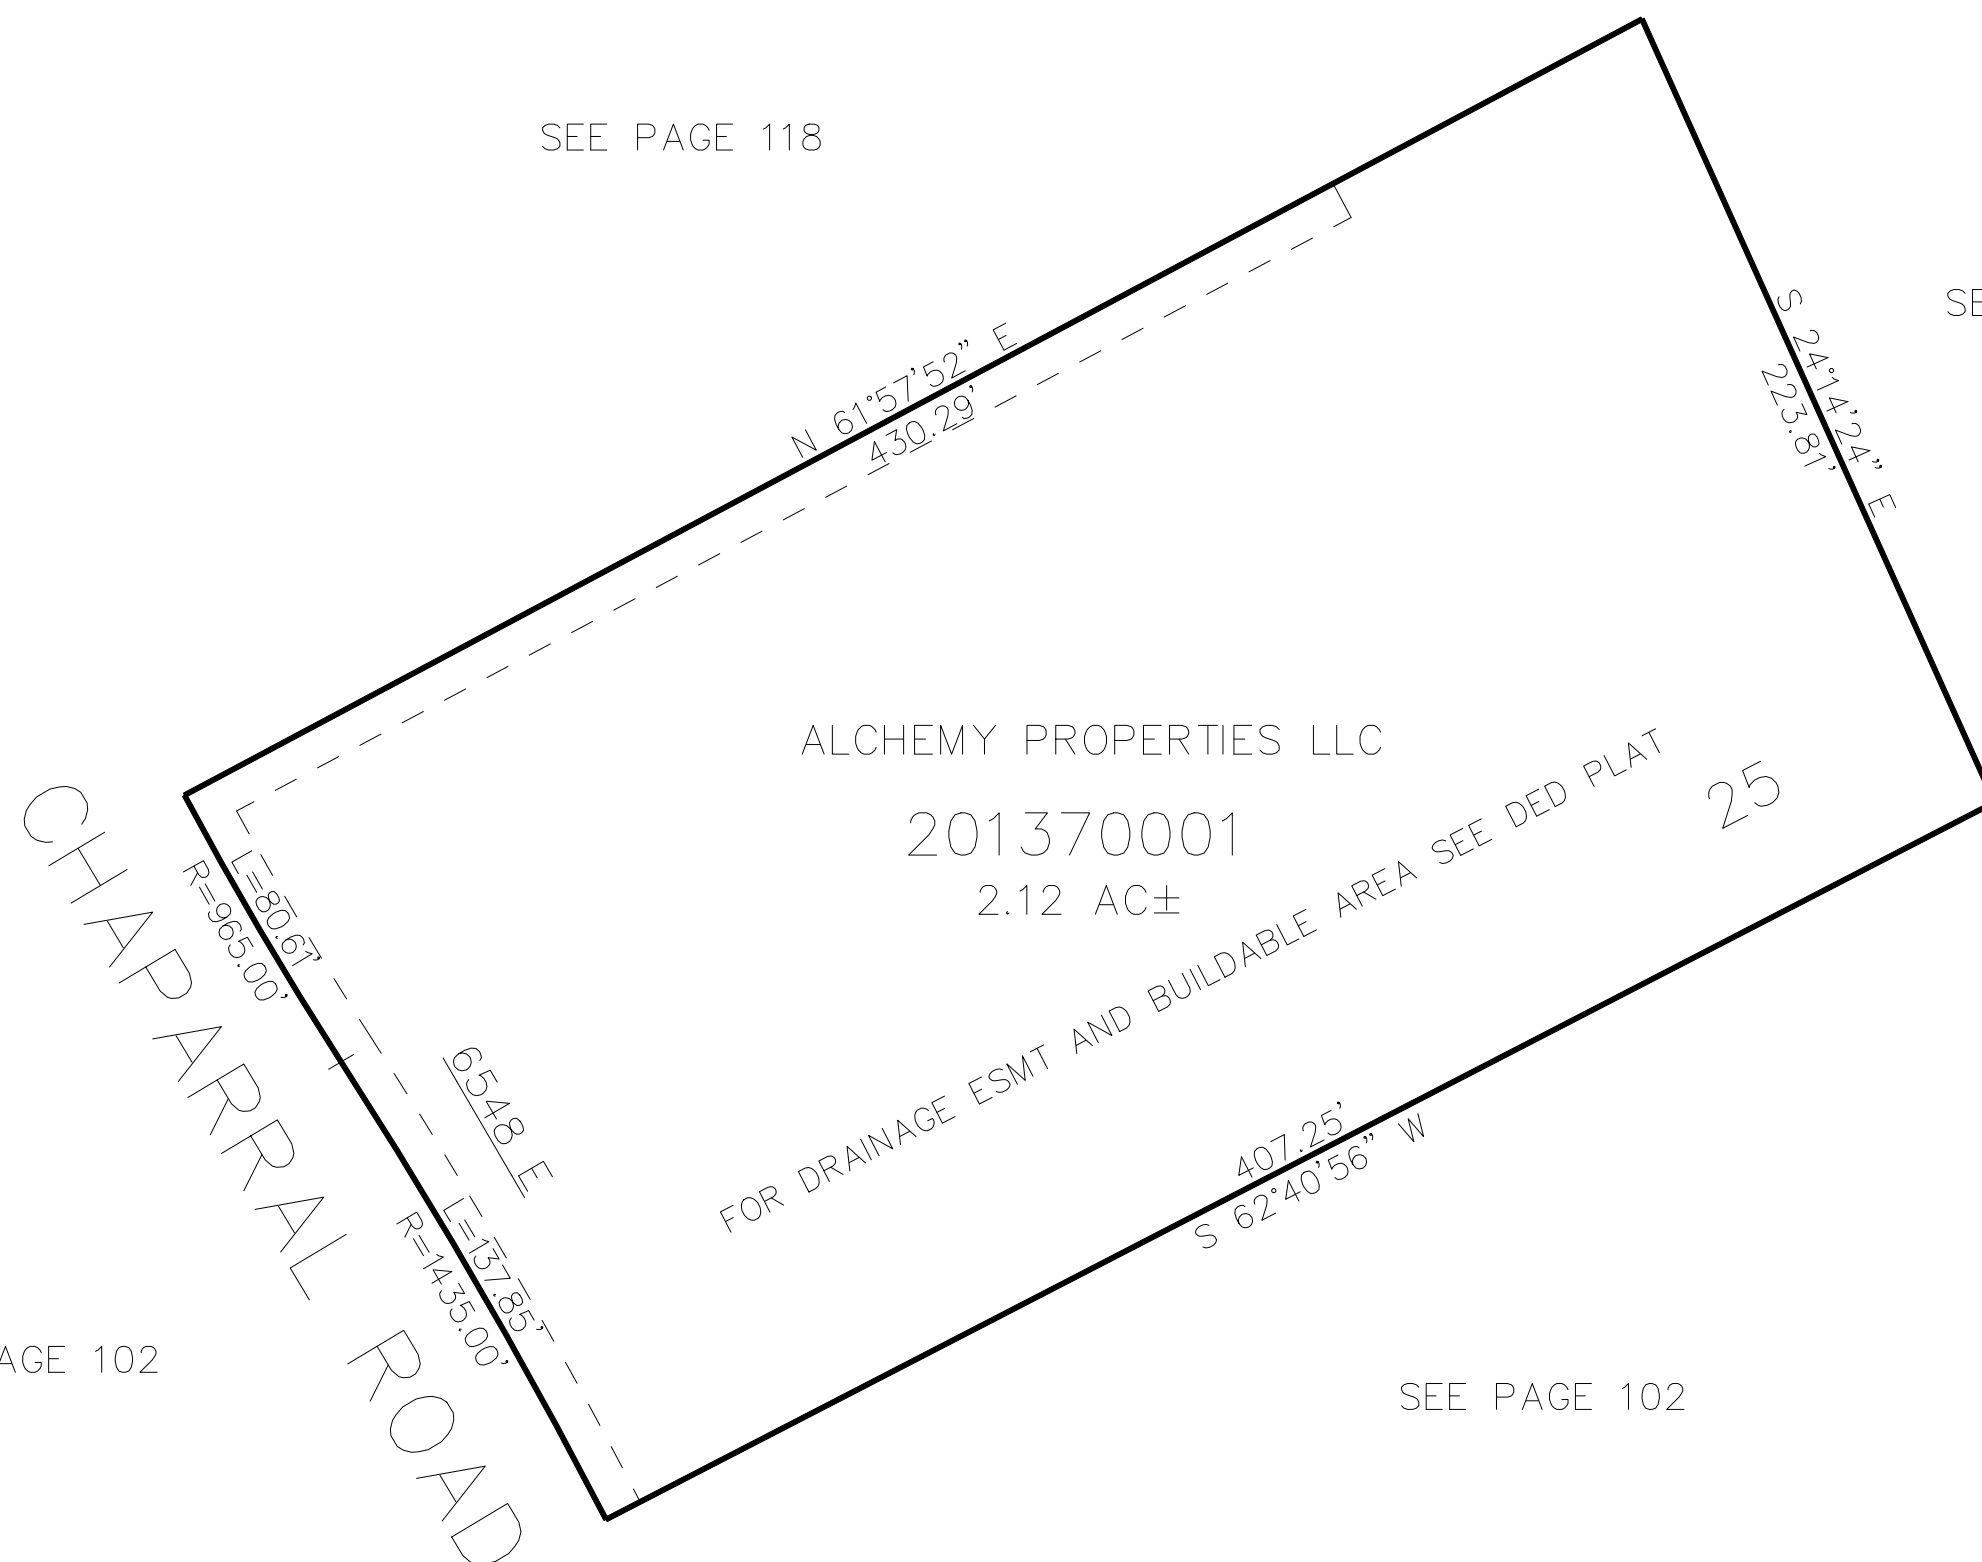 SEE PAGE 118
N 61°57'52" E
430.29'
S 24°14'24" E
223.81'
SE
ALCHEMY PROPERTIES LLC
201370001
2.12 AC±
25
FOR DRAINAGE ESMT AND BUILDABLE AREA SEE DED PLAT
CHAPARRAL ROAD
L=80.61'
R=965.00'
6548 E
L=137.85'
R=1435.00'
407.25'
S 62°40'56" W
AGE 102
SEE PAGE 102